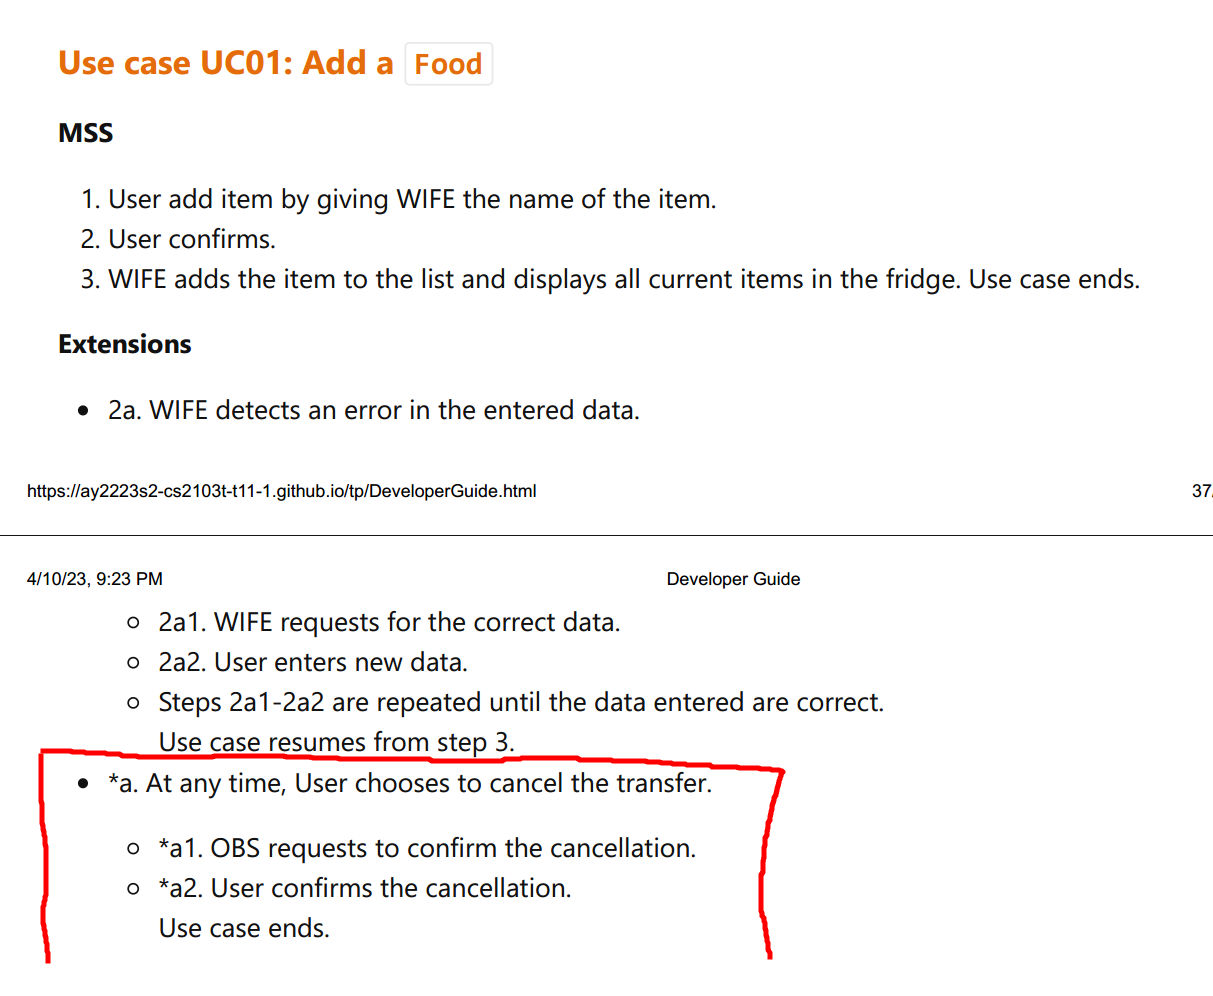 Use case UC01: Add a Food
MSS
1. User add item by giving WIFE the name of the item.
2. User confirms.
3. WIFE adds the item to the list and displays all current items in the fridge. Use case ends.
Extensions
• 2a. WIFE detects an error in the entered data.
https://ay2223s2-cs2103t-t11-1.github.io/tp/DeveloperGuide.html 37/
4/10/23, 9:23 PM Developer Guide
○ 2a1. WIFE requests for the correct data.
○ 2a2. User enters new data.
○ Steps 2a1-2a2 are repeated until the data entered are correct.
Use case resumes from step 3.
• *a. At any time, User chooses to cancel the transfer.
○ *a1. OBS requests to confirm the cancellation.
○ *a2. User confirms the cancellation.
Use case ends.